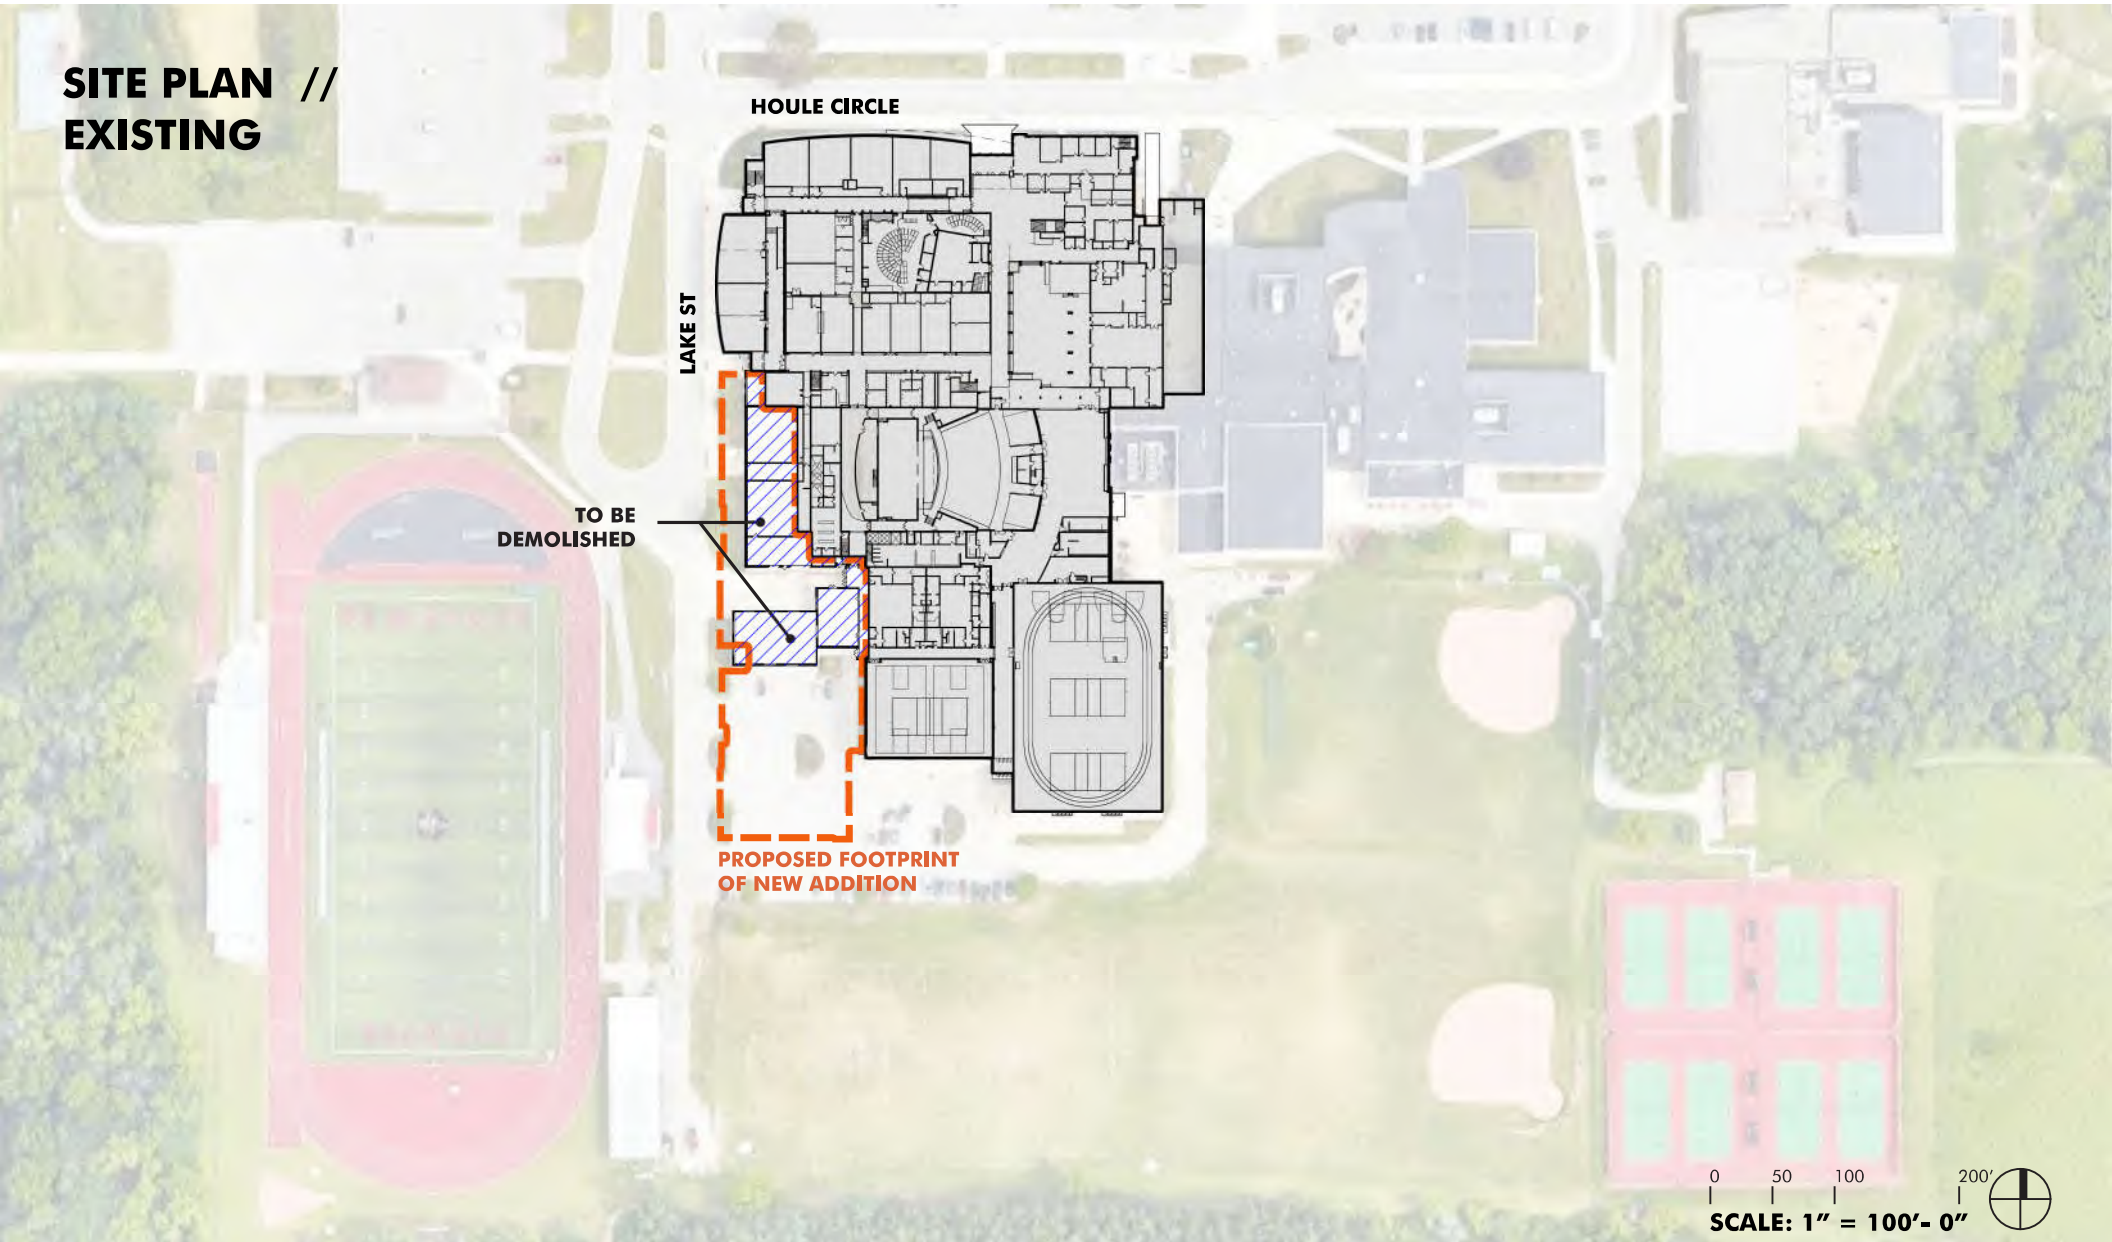 SITE PLAN //
EXISTING
HOULE CIRCLE
LAKE ST
TO BE
DEMOLISHED
PROPOSED FOOTPRINT
OF NEW ADDITION
0 50 100 200'
SCALE: 1" = 100'- 0"